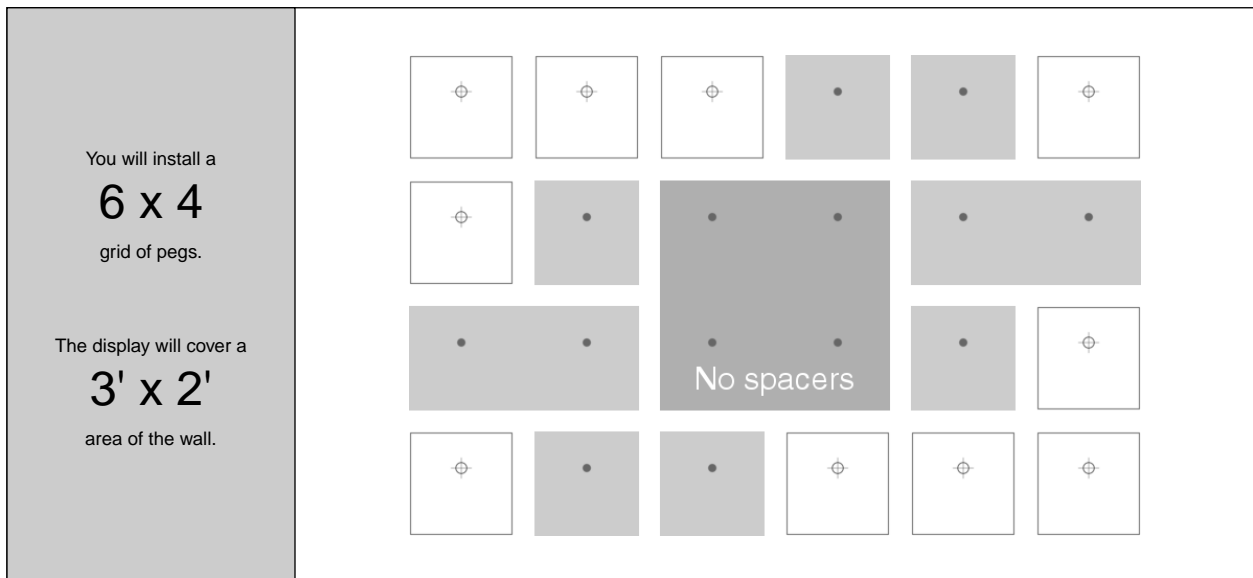 You will install a
6 x 4
grid of pegs.
The display will cover a
3' x 2'
area of the wall.
No spacers